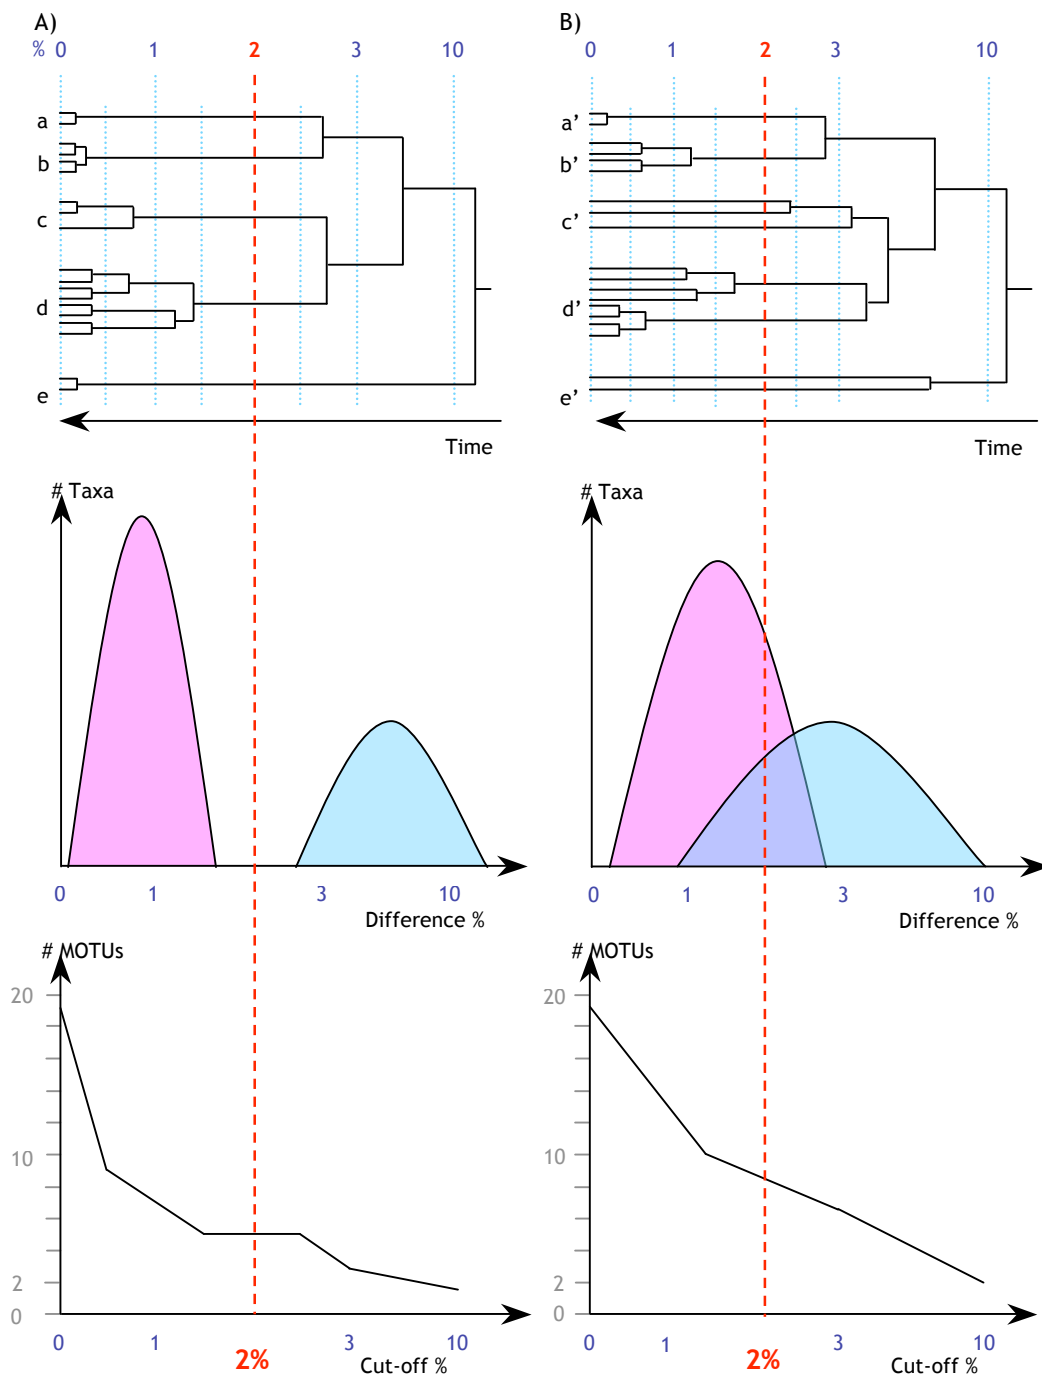 A) B)
% 0 1 2 3 10 0 1 2 3 10
a a’
b b’
c c’
d d’
e e’
Time Time
# Taxa # Taxa
0 1 3 10 0 1 3 10
Difference % Difference %
# MOTUs # MOTUs
20 20
10 10
2 2
0 0
0 1 3 10 0 1 3 10
2% 2%
Cut-off % Cut-off %